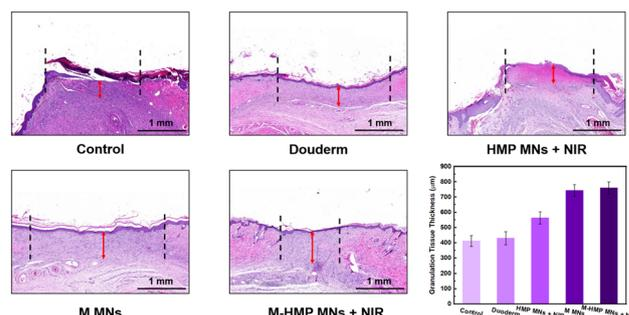 1 mm
1 mm
1 mm
Control
Douderm
HMP MNs + NIR
1 mm
1 mm
M MNs
M-HMP MNs + NIR
Granulation Tissue Thickness (μm)
900
800
700
600
500
400
300
200
100
0
Control
Douderm
HMP MNs + NIR
M MNs
M-HMP MNs + N